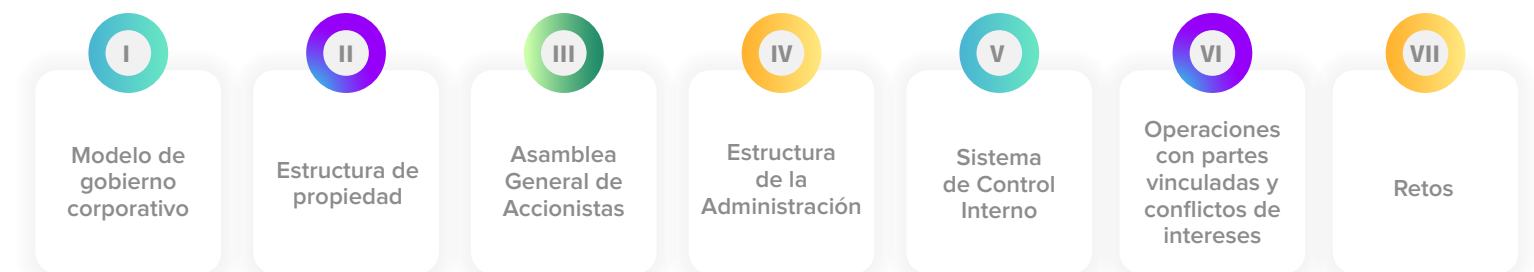 I
Modelo de
gobierno
corporativo
II
Estructura de
propiedad
III
Asamblea
General de
Accionistas
IV
Estructura
de la
Administración
V
Sistema
de Control
Interno
VI
Operaciones
con partes
vinculadas y
conflictos de
intereses
VII
Retos